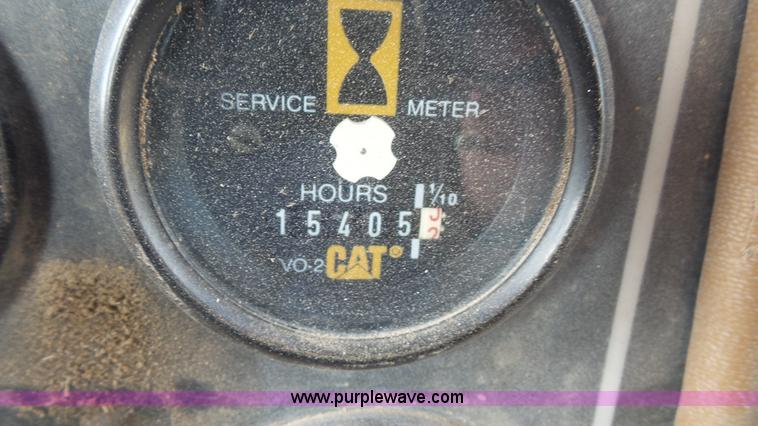 SERVICE METER
HOURS 1/10
15405
VO-2 CAT®
www.purplewave.com